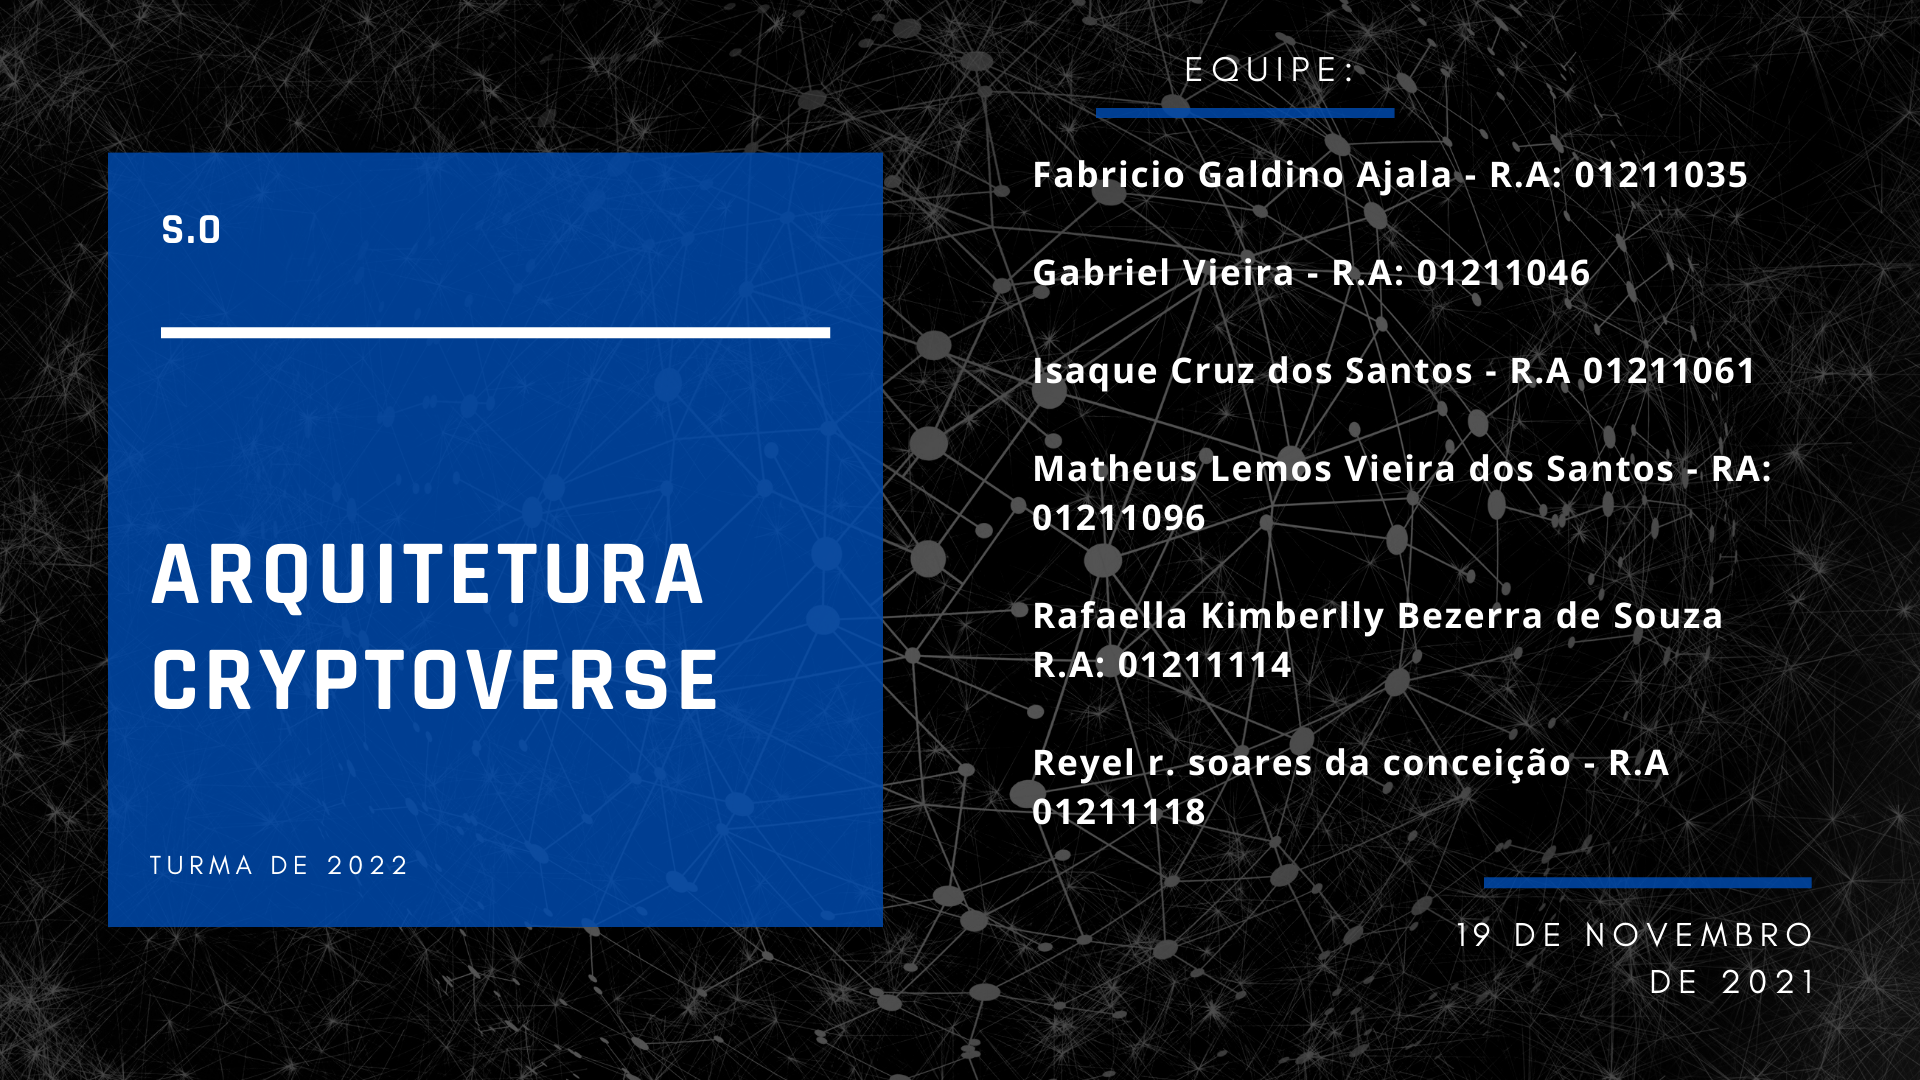 S.O
ARQUITETURA
CRYPTOVERSE
TURMA DE 2022
EQUIPE:
Fabricio Galdino Ajala - R.A: 01211035
Gabriel Vieira - R.A: 01211046
Isaque Cruz dos Santos - R.A 01211061
Matheus Lemos Vieira dos Santos - RA:
01211096
Rafaella Kimberlly Bezerra de Souza
R.A: 01211114
Reyel r. soares da conceição - R.A
01211118
19 DE NOVEMBRO
DE 2021